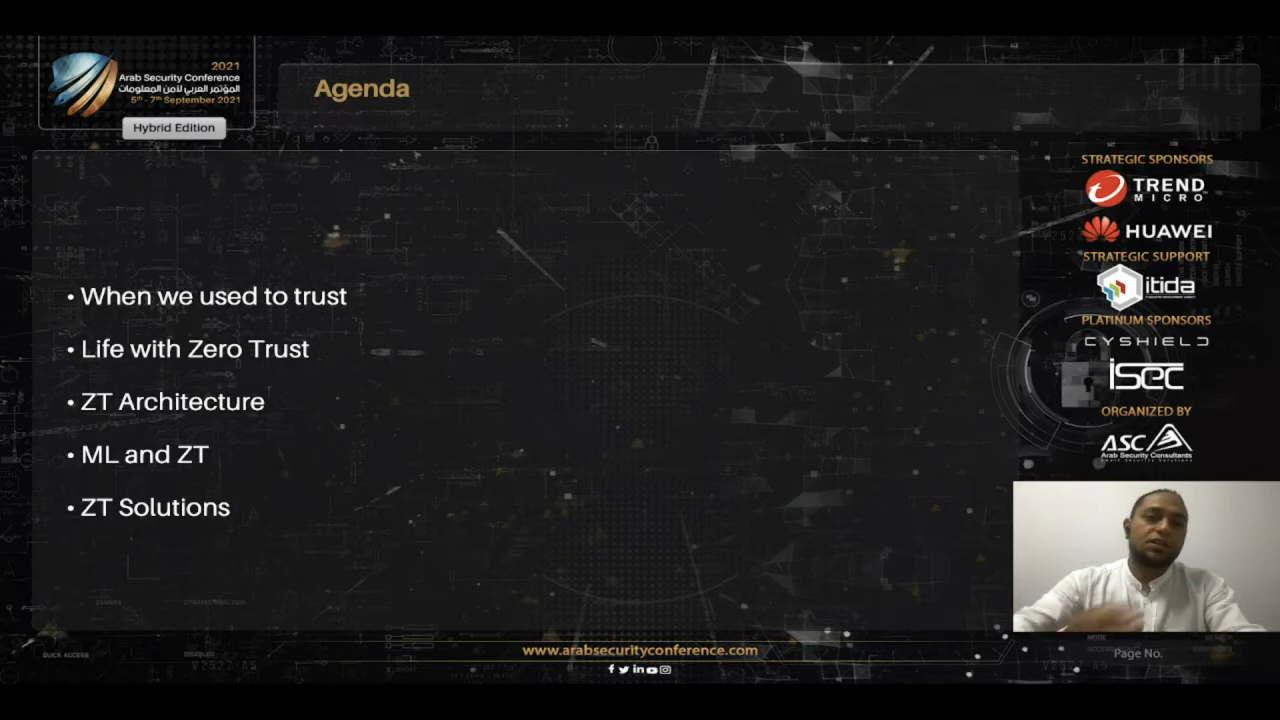 2021
Arab Security Conference
المؤتمر العربي لأمن المعلومات
5th - 7th September 2021
Hybrid Edition
Agenda
• When we used to trust
• Life with Zero Trust
• ZT Architecture
• ML and ZT
• ZT Solutions
STRATEGIC SPONSORS
TREND
MICRO
HUAWEI
STRATEGIC SUPPORT
itida
PLATINUM SPONSORS
CYSHIELD
isec
ORGANIZED BY
ASC
Arab Security Consultants
www.arabsecurityconference.com
Page No.
QUICK ACCESS